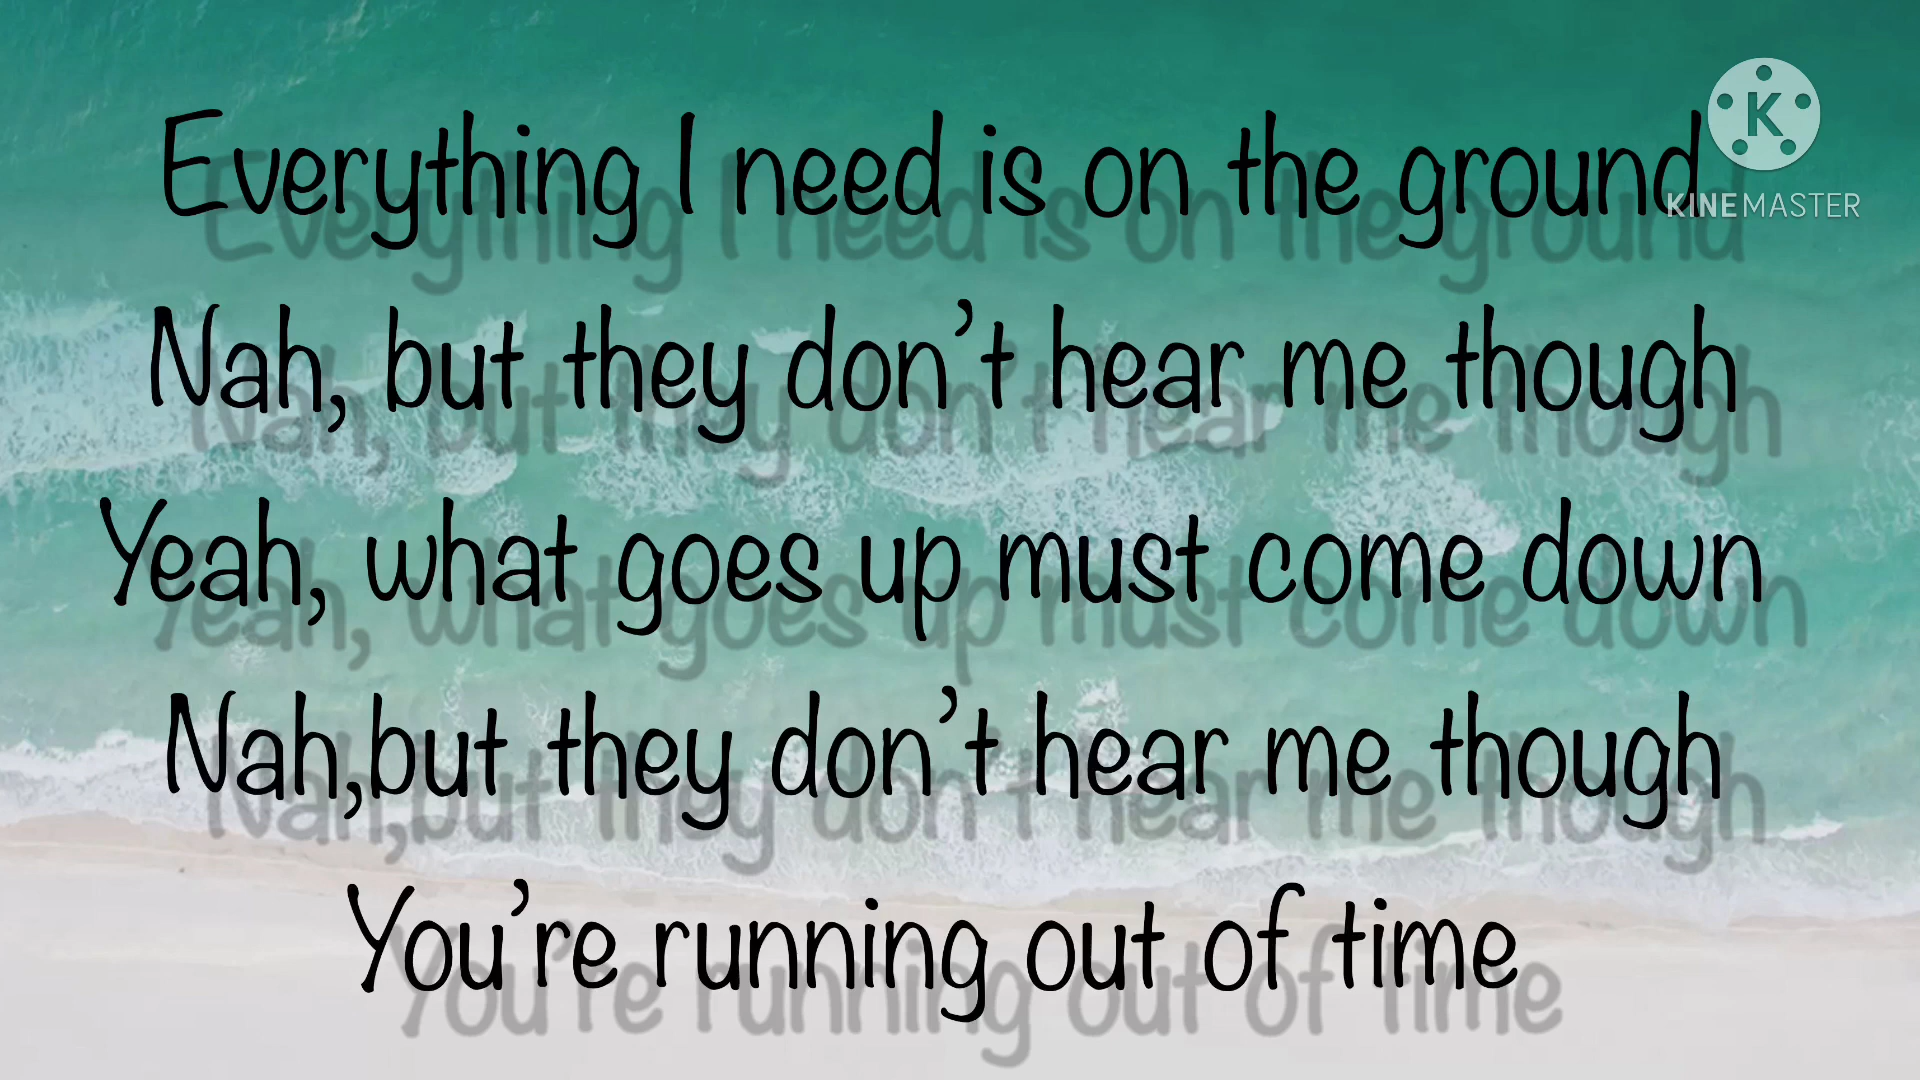 Everything I need is on the ground
Nah, but they don't hear me though
Yeah, what goes up must come down
Nah,but they don't hear me though
You're running out of time
K
KINEMASTER